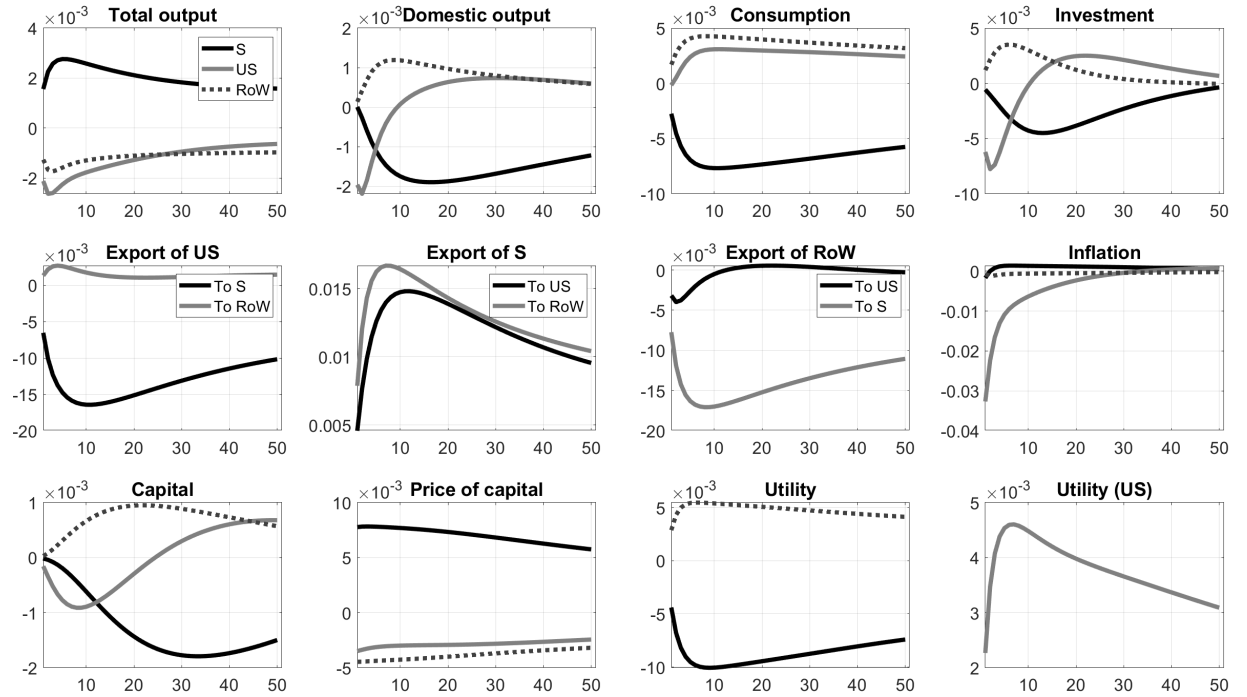 Total output
×10⁻³
4
2
0
-2
10 20 30 40 50
S
US
RoW
Domestic output
×10⁻³
2
1
0
-1
-2
10 20 30 40 50
Consumption
×10⁻³
5
0
-5
-10
10 20 30 40 50
Investment
×10⁻³
5
0
-5
-10
10 20 30 40 50
Export of US
×10⁻³
0
-5
-10
-15
-20
10 20 30 40 50
To S
To RoW
Export of S
0.015
0.01
0.005
10 20 30 40 50
To US
To RoW
Export of RoW
×10⁻³
0
-5
-10
-15
-20
10 20 30 40 50
To US
To S
Inflation
0
-0.01
-0.02
-0.03
-0.04
10 20 30 40 50
Capital
×10⁻³
1
0
-1
-2
10 20 30 40 50
Price of capital
×10⁻³
10
5
0
-5
10 20 30 40 50
Utility
×10⁻³
5
0
-5
-10
10 20 30 40 50
Utility (US)
×10⁻³
5
4
3
2
10 20 30 40 50